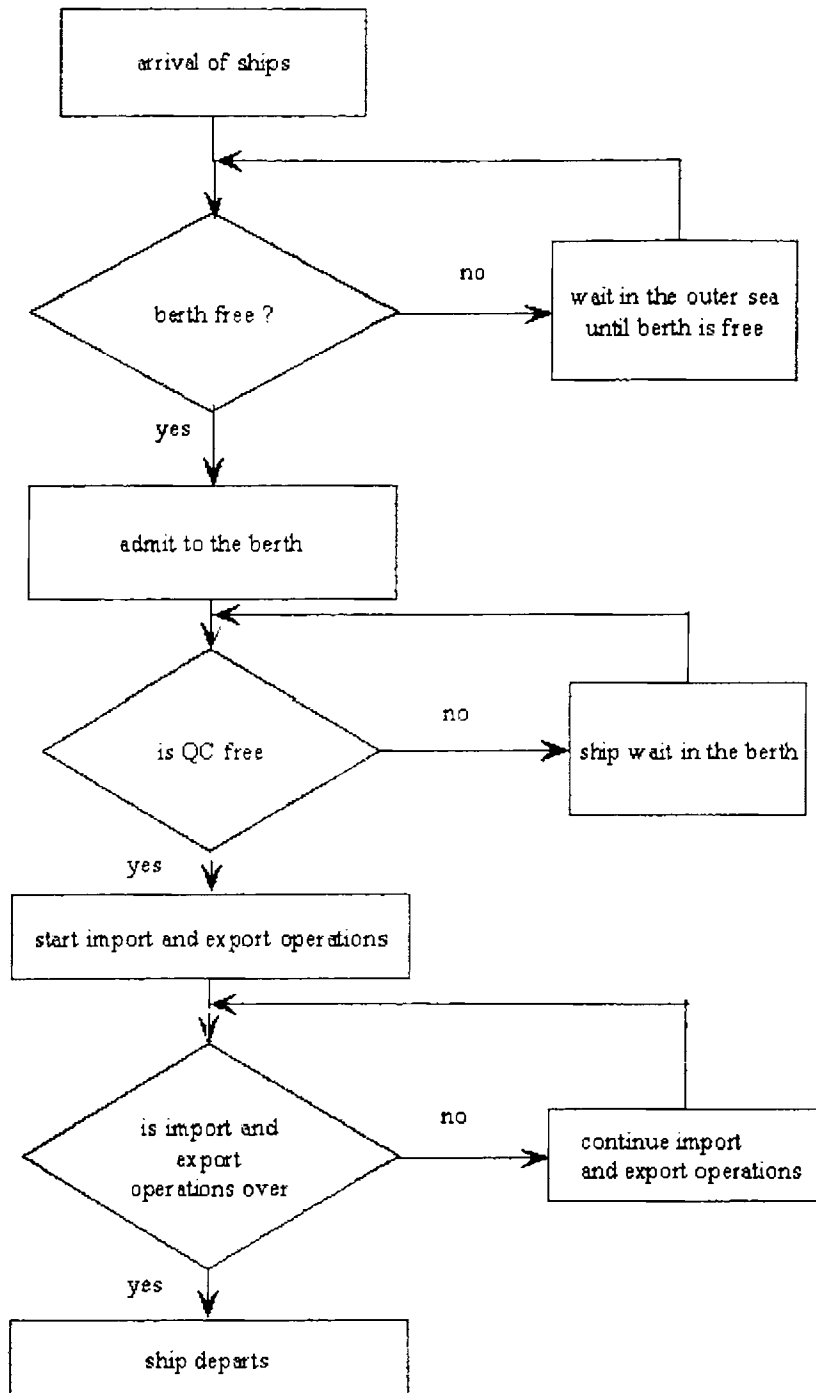 arrival of ships
berth free ?
no
wait in the outer sea
until berth is free
yes
admit to the berth
is QC free
no
ship wait in the berth
yes
start import and export operations
is import and
export
operations over
no
continue import
and export operations
yes
ship departs